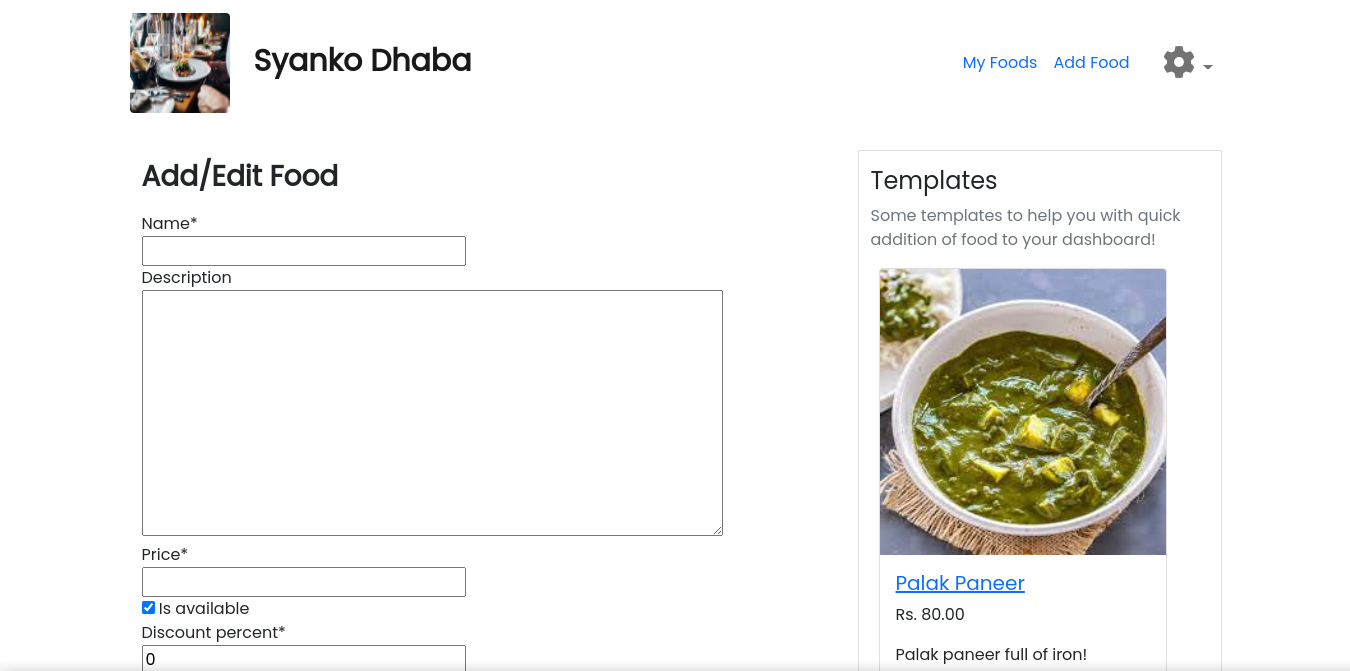 Syanko Dhaba
My Foods
Add Food
Add/Edit Food
Name*
Description
Price*
Is available
Discount percent*
0
Templates
Some templates to help you with quick
addition of food to your dashboard!
Palak Paneer
Rs. 80.00
Palak paneer full of iron!